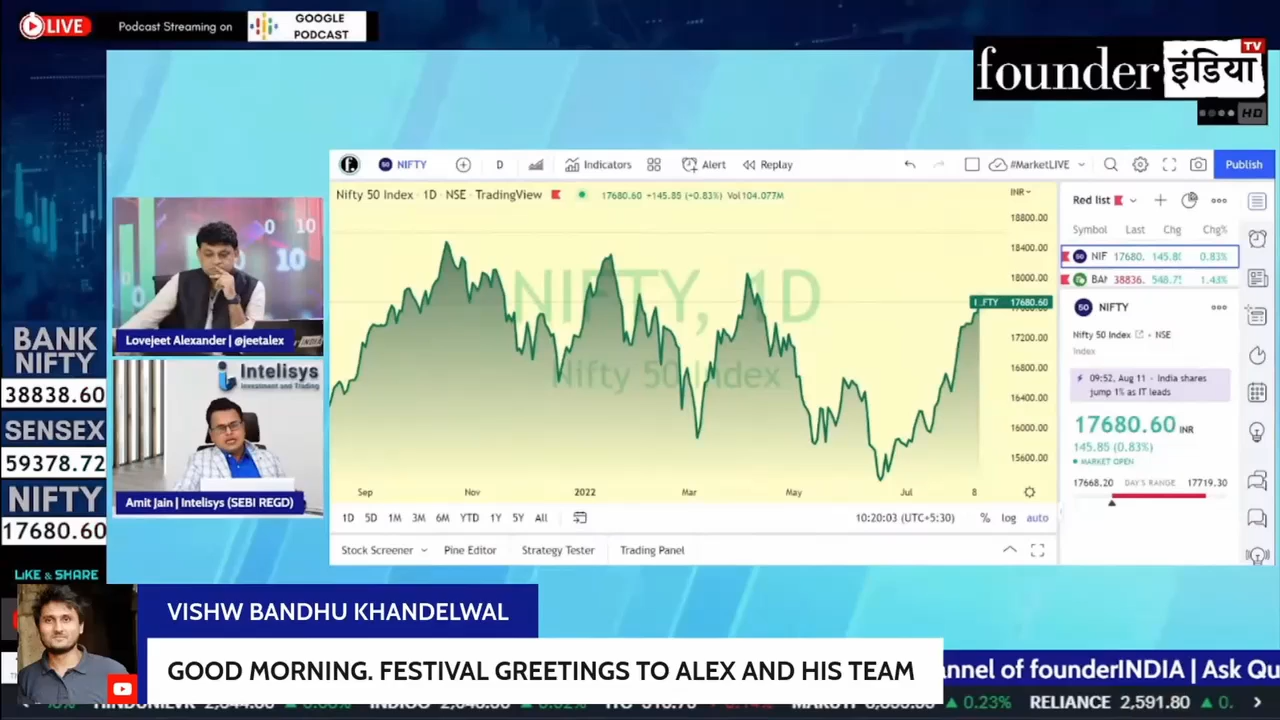 LIVE
Podcast Streaming on
GOOGLE
PODCAST
founder
इंडिया
TV
HD
NIFTY
D
Indicators
Alert
Replay
#MarketLIVE
Publish
Nifty 50 Index · 1D · NSE · TradingView
17680.60 +145.85 (+0.83%) Vol 104.077M
INR
18800.00
18400.00
18000.00
17680.60
17200.00
16800.00
16400.00
16000.00
15600.00
NIFTY, 1D
Nifty 50 Index
Sep
Nov
2022
Mar
May
Jul
8
1D 5D 1M 3M 6M YTD 1Y 5Y All
10:20:03 (UTC+5:30)
% log auto
Stock Screener
Pine Editor
Strategy Tester
Trading Panel
Red list
Symbol Last Chg Chg%
NIF 17680. 145.8 0.83%
38836. 548.7 1.43%
50 NIFTY
Nifty 50 Index · NSE
Index
09:52, Aug 11 · India shares
jump 1% as IT leads
17680.60 INR
145.85 (0.83%)
MARKET OPEN
17668.20 DAY'S RANGE 17719.30
Lovejeet Alexander | @jeetalex
Intelisys
Investment and Trading
Amit Jain | Intelisys (SEBI REGD)
BANK
NIFTY
38838.60
SENSEX
59378.72
NIFTY
17680.60
LIKE & SHARE
VISHW BANDHU KHANDELWAL
GOOD MORNING. FESTIVAL GREETINGS TO ALEX AND HIS TEAM
nnel of founderINDIA | Ask Qu
0.23% RELIANCE 2,591.80 0.